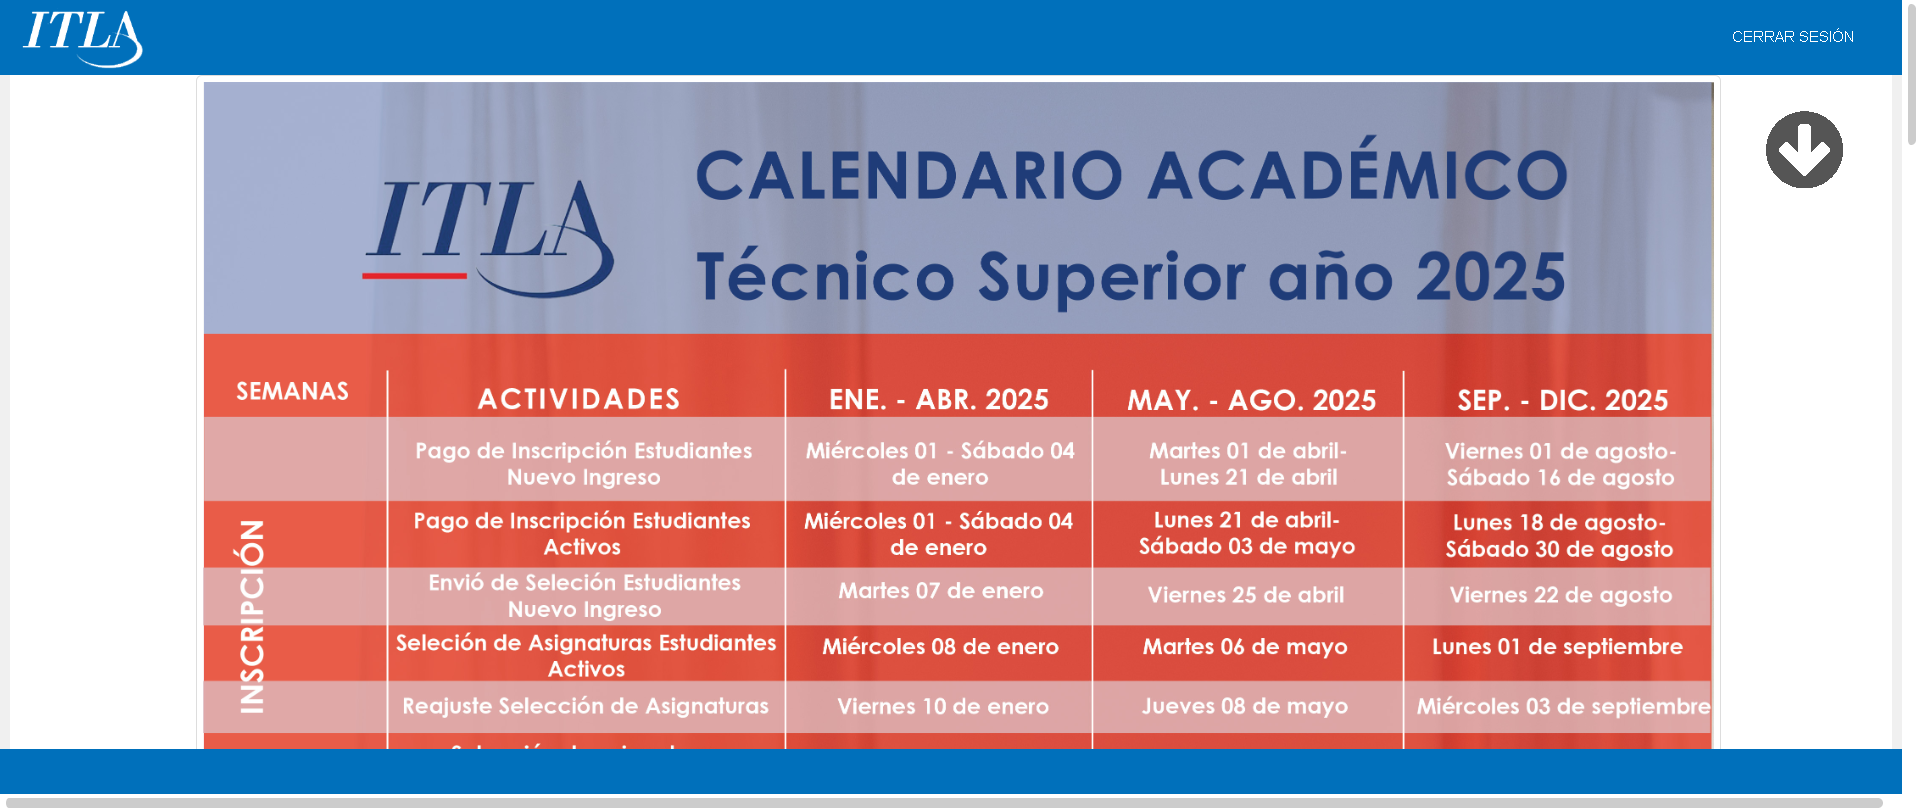 ITLA
CERRAR SESIÓN
ITLA
CALENDARIO ACADÉMICO
Técnico Superior año 2025
SEMANAS
ACTIVIDADES
ENE. - ABR. 2025
MAY. - AGO. 2025
SEP. - DIC. 2025
INSCRIPCIÓN
Pago de Inscripción Estudiantes
Nuevo Ingreso
Miércoles 01 - Sábado 04
de enero
Martes 01 de abril-
Lunes 21 de abril
Viernes 01 de agosto-
Sábado 16 de agosto
Pago de Inscripción Estudiantes
Activos
Miércoles 01 - Sábado 04
de enero
Lunes 21 de abril-
Sábado 03 de mayo
Lunes 18 de agosto-
Sábado 30 de agosto
Envió de Seleción Estudiantes
Nuevo Ingreso
Martes 07 de enero
Viernes 25 de abril
Viernes 22 de agosto
Seleción de Asignaturas Estudiantes
Activos
Miércoles 08 de enero
Martes 06 de mayo
Lunes 01 de septiembre
Reajuste Selección de Asignaturas
Viernes 10 de enero
Jueves 08 de mayo
Miércoles 03 de septiembre